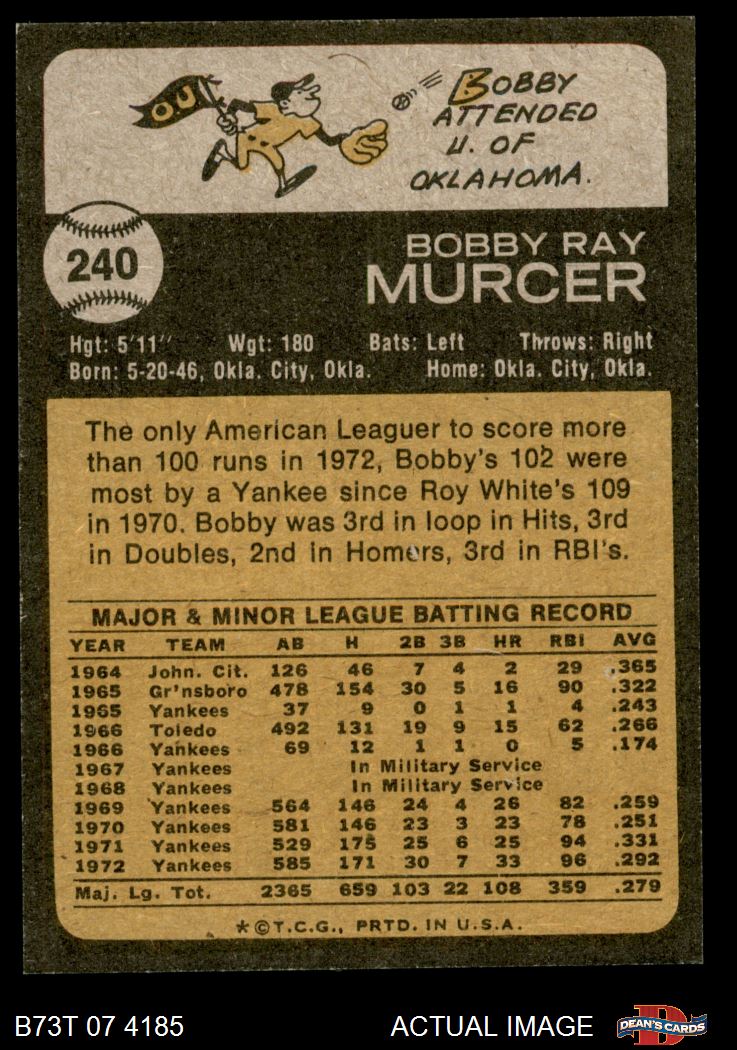 O.U.
BOBBY
ATTENDED
U. OF
OKLAHOMA.
240
BOBBY RAY
MURCER
Hgt: 5'11" Wgt: 180 Bats: Left Throws: Right
Born: 5-20-46, Okla. City, Okla. Home: Okla. City, Okla.
The only American Leaguer to score more
than 100 runs in 1972, Bobby's 102 were
most by a Yankee since Roy White's 109
in 1970. Bobby was 3rd in loop in Hits, 3rd
in Doubles, 2nd in Homers, 3rd in RBI's.
MAJOR & MINOR LEAGUE BATTING RECORD
YEAR TEAM AB H 2B 3B HR RBI AVG
1964 John. Cit. 126 46 7 4 2 29 .365
1965 Gr'nsboro 478 154 30 5 16 90 .322
1965 Yankees 37 9 0 1 1 4 .243
1966 Toledo 492 131 19 9 15 62 .266
1966 Yankees 69 12 1 1 0 5 .174
1967 Yankees In Military Service
1968 Yankees In Military Service
1969 Yankees 564 146 24 4 26 82 .259
1970 Yankees 581 146 23 3 23 78 .251
1971 Yankees 529 175 25 6 25 94 .331
1972 Yankees 585 171 30 7 33 96 .292
Maj. Lg. Tot. 2365 659 103 22 108 359 .279
*©T.C.G., PRTD. IN U.S.A.
B73T 07 4185 ACTUAL IMAGE DEAN'S CARDS